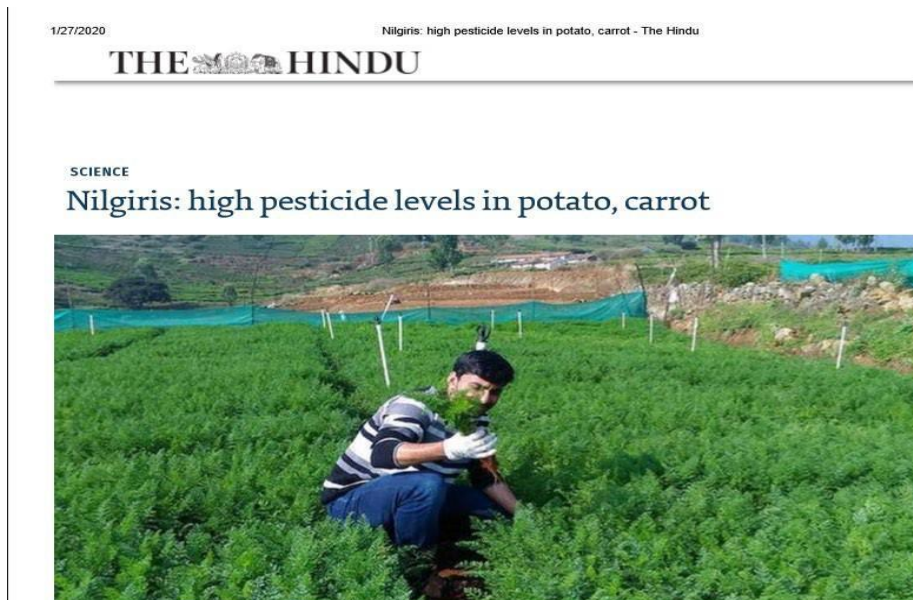 1/27/2020 Nilgiris: high pesticide levels in potato, carrot - The Hindu
THE HINDU
SCIENCE
Nilgiris: high pesticide levels in potato, carrot